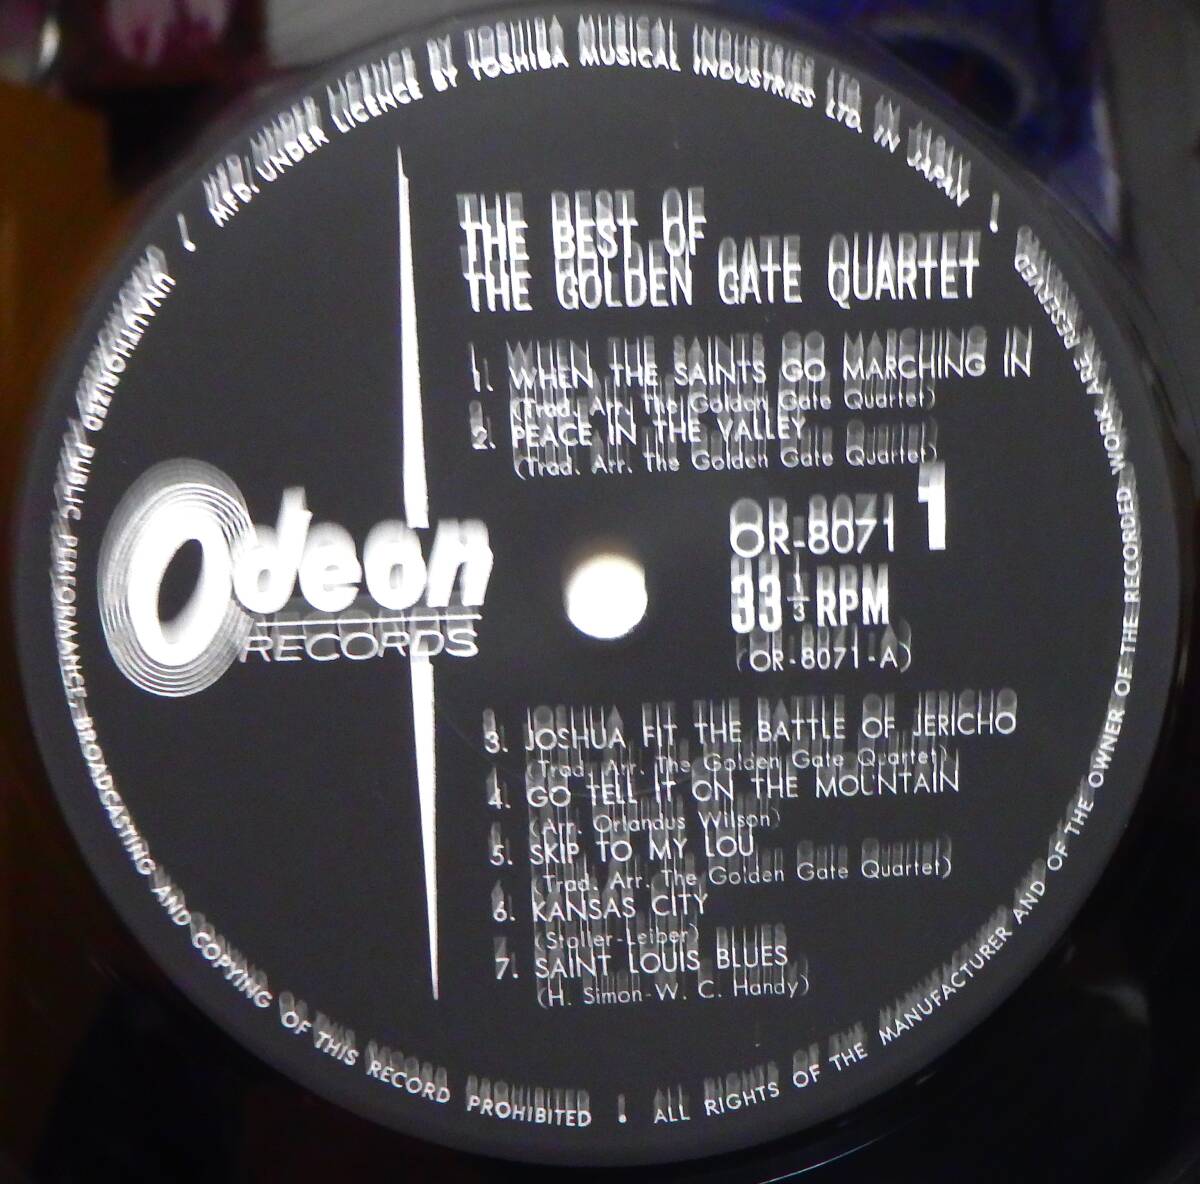 MFD. UNDER LICENCE BY TOSHIBA MUSICAL INDUSTRIES LTD. IN JAPAN
THE BEST OF
THE GOLDEN GATE QUARTET
1. WHEN THE SAINTS GO MARCHING IN
(Trad. Arr. The Golden Gate Quartet)
2. PEACE IN THE VALLEY
(Trad. Arr. The Golden Gate Quartet)
Odeon
RECORDS
OR-8071 1
33 1/3 RPM
(OR-8071-A)
3. JOSHUA FIT THE BATTLE OF JERICHO
(Trad. Arr. The Golden Gate Quartet)
4. GO TELL IT ON THE MOUNTAIN
(Arr. Orlandus Wilson)
5. SKIP TO MY LOU
(Trad. Arr. The Golden Gate Quartet)
6. KANSAS CITY
(Stoller-Leiber)
7. SAINT LOUIS BLUES
(H. Simon-W. C. Handy)
ALL RIGHTS OF THE MANUFACTURER AND OF THE OWNER OF THE RECORDED WORK ARE RESERVED
UNAUTHORIZED PUBLIC PERFORMANCE, BROADCASTING AND COPYING OF THIS RECORD PROHIBITED